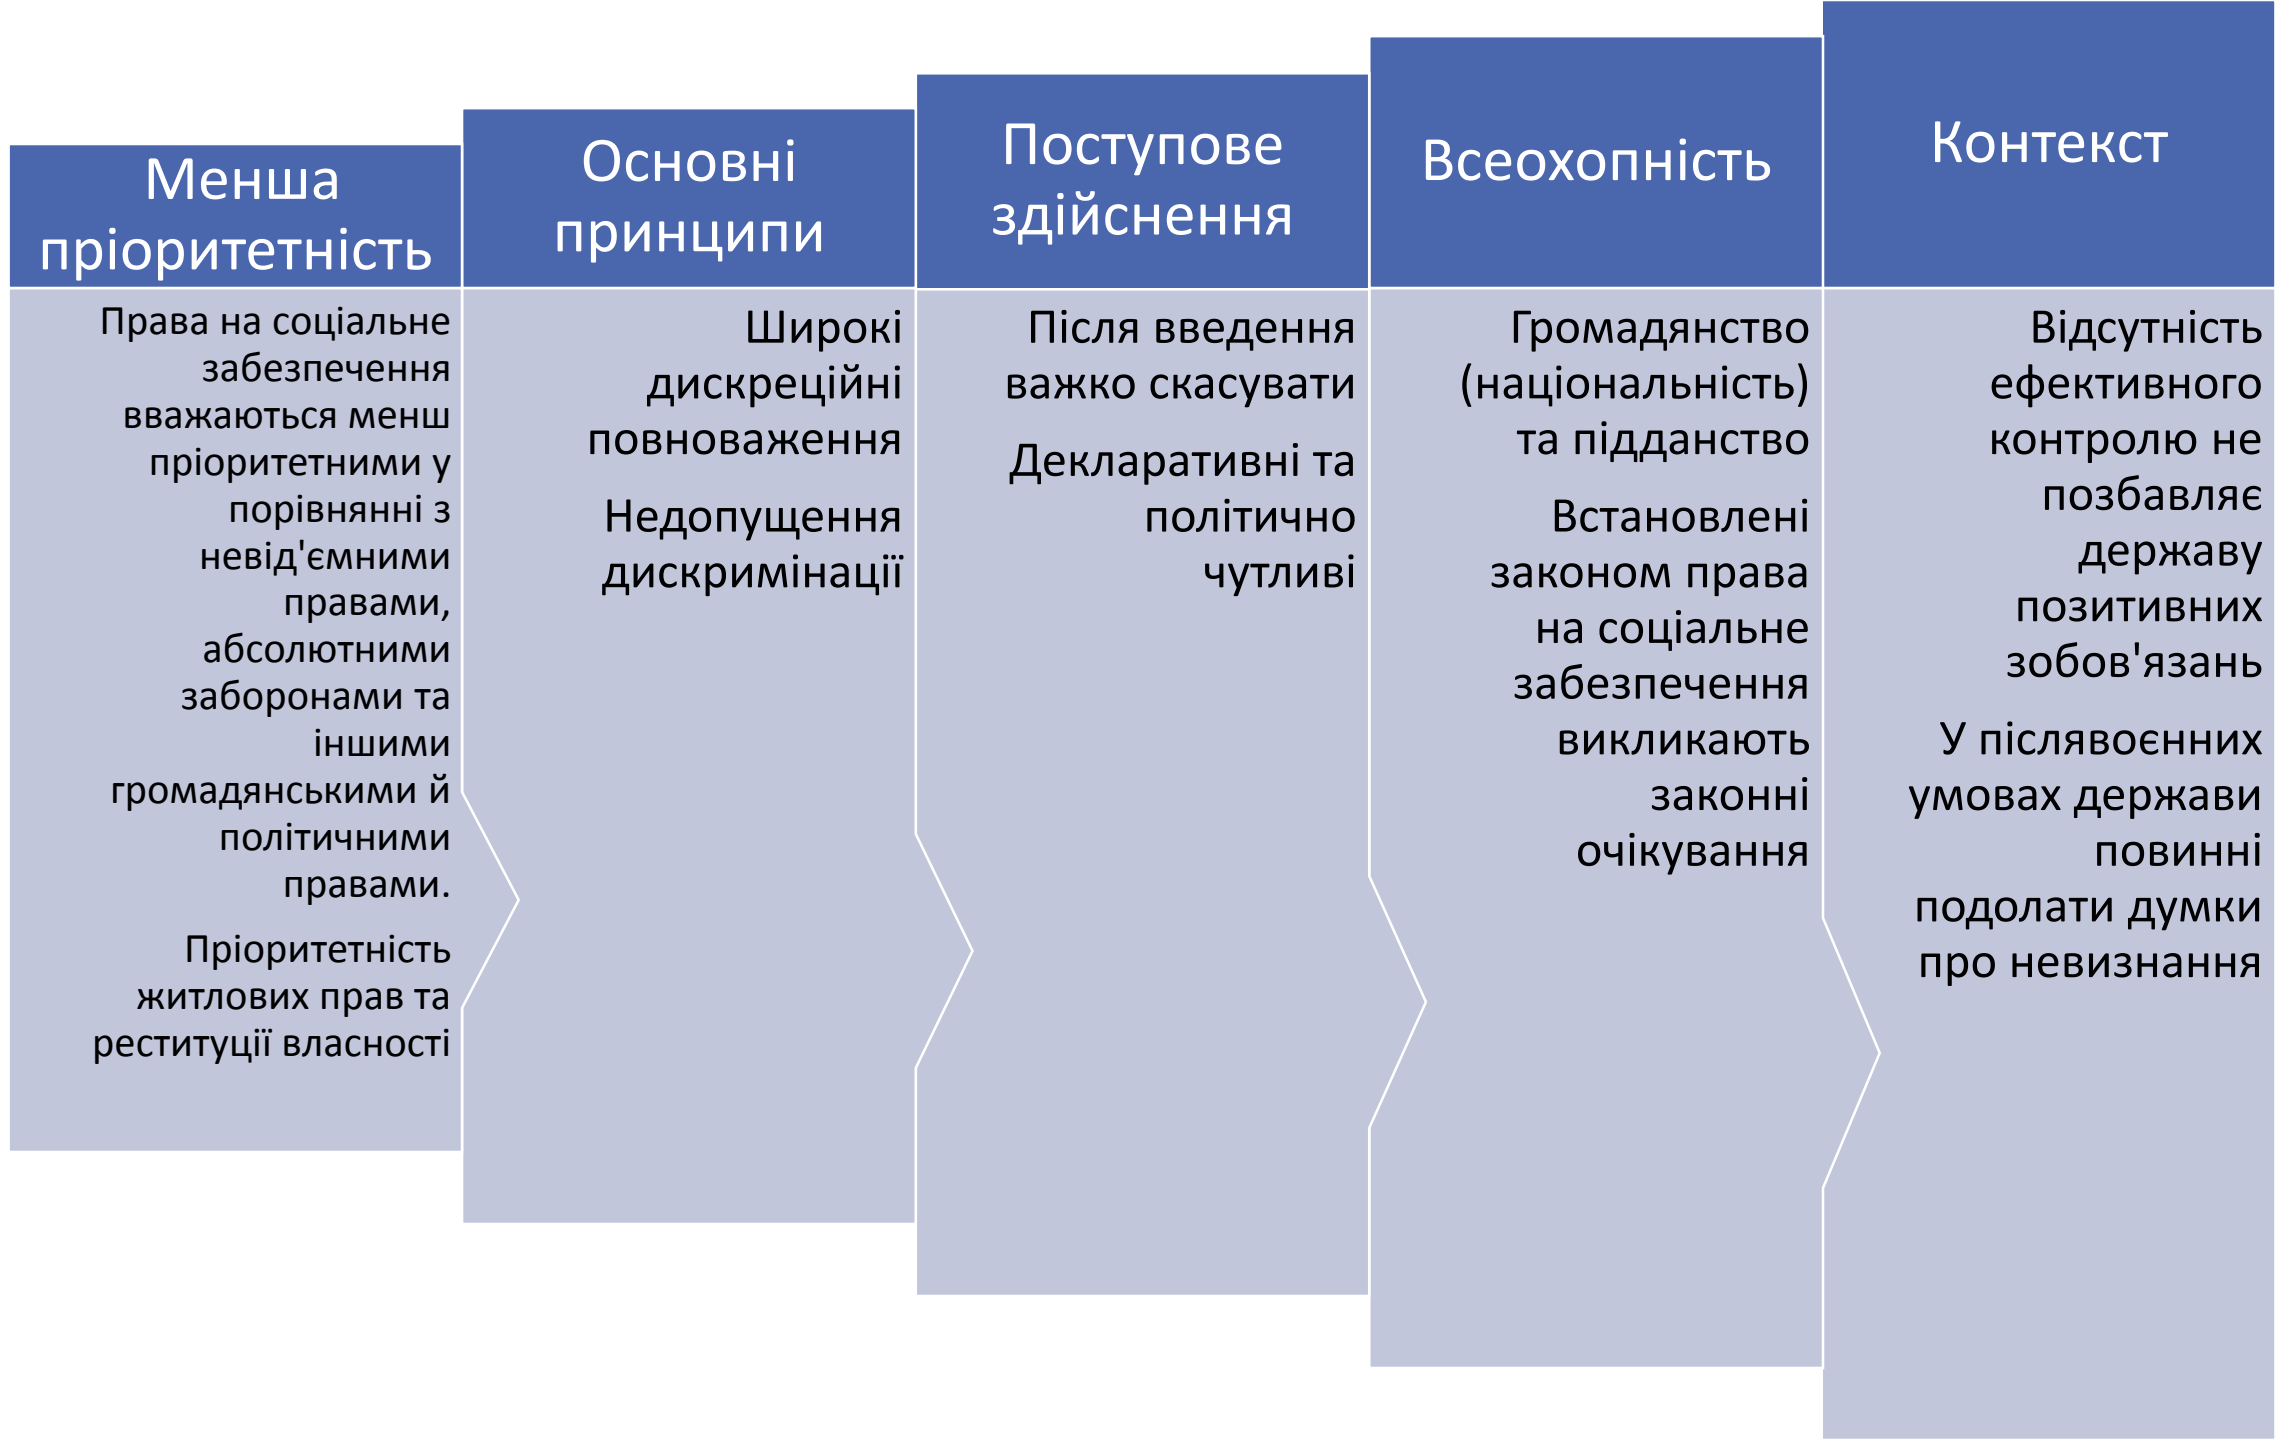 Менша
пріоритетність
Права на соціальне
забезпечення
вважаються менш
пріоритетними у
порівнянні з
невід'ємними
правами,
абсолютними
заборонами та
іншими
громадянськими й
політичними
правами.
Пріоритетність
житлових прав та
реституції власності
Основні
принципи
Широкі
дискреційні
повноваження
Недопущення
дискримінації
Поступове
здійснення
Після введення
важко скасувати
Декларативні та
політично
чутливі
Всеохопність
Громадянство
(національність)
та підданство
Встановлені
законом права
на соціальне
забезпечення
викликають
законні
очікування
Контекст
Відсутність
ефективного
контролю не
позбавляє
державу
позитивних
зобов'язань
У післявоєнних
умовах держави
повинні
подолати думки
про невизнання